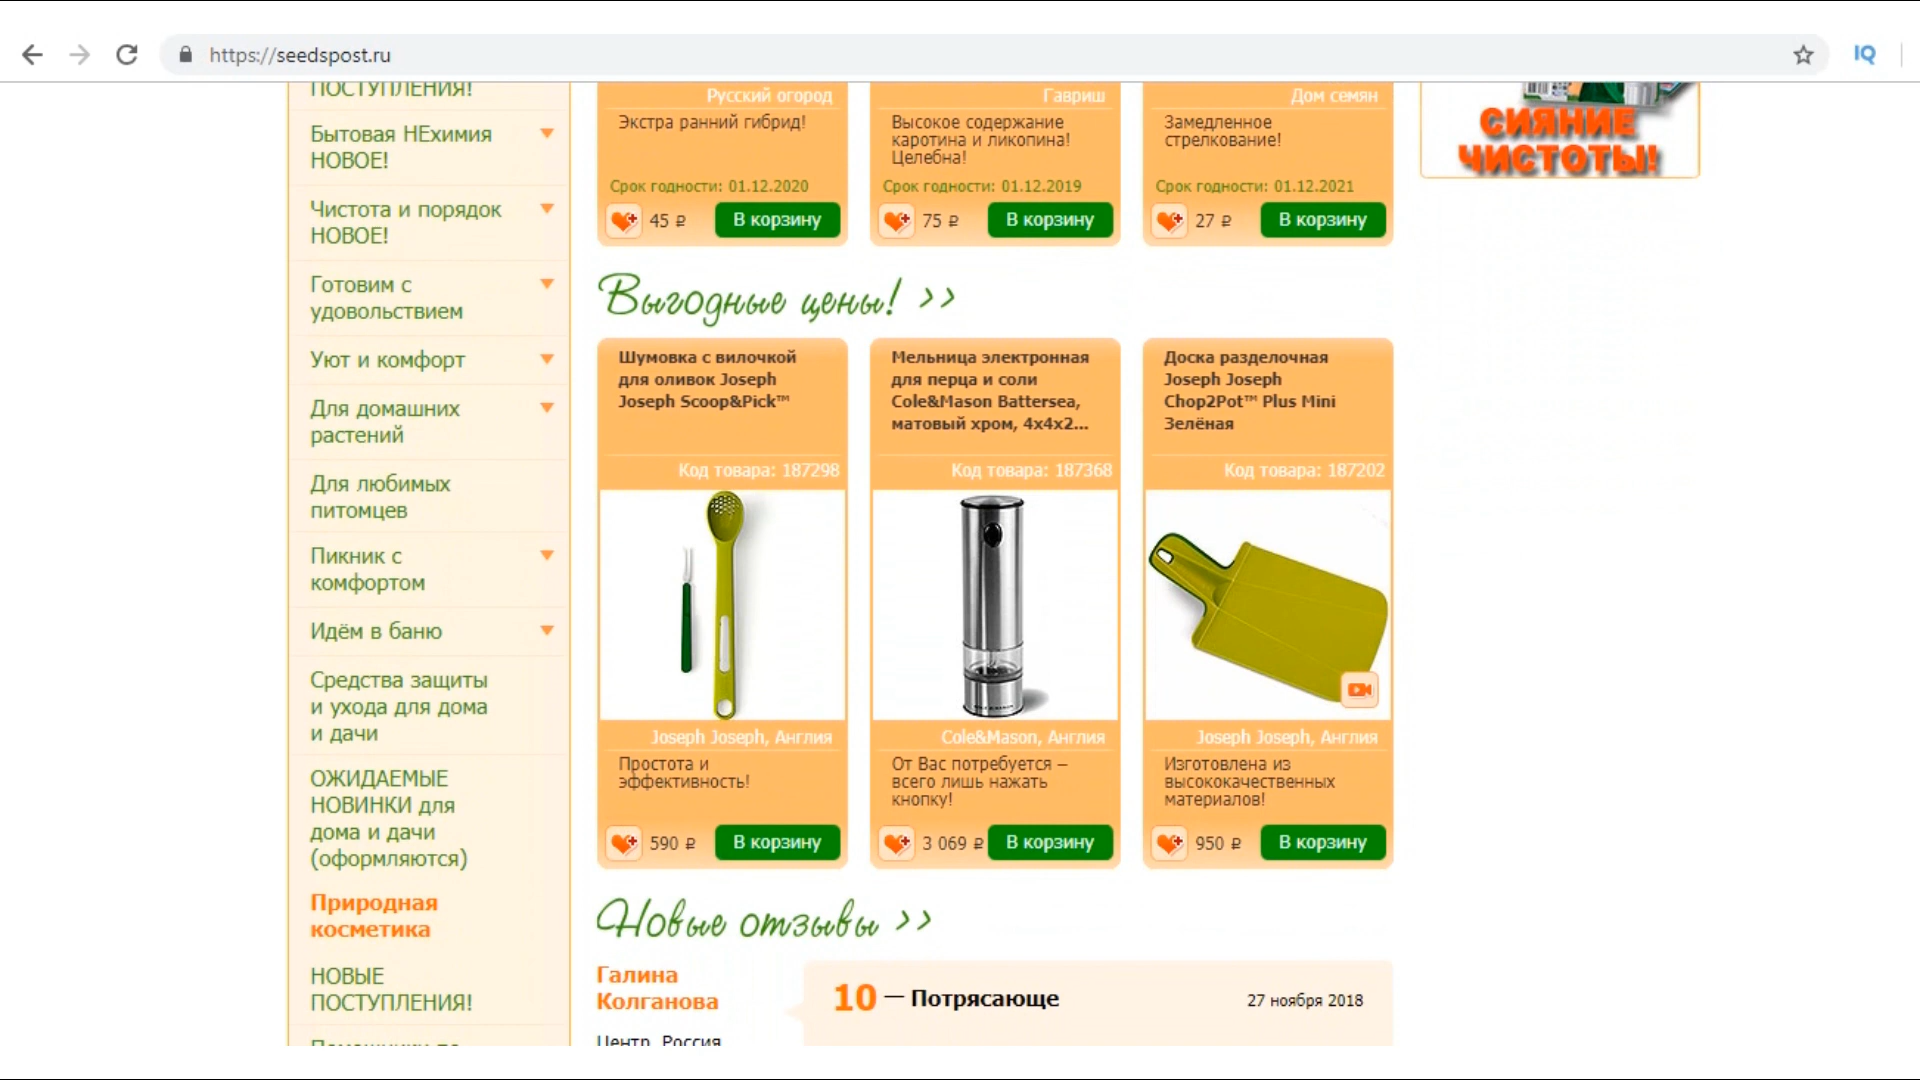 https://seedspost.ru
IQ
ПОСТУПЛЕНИЯ!
Бытовая НЕхимия
НОВОЕ!
Чистота и порядок
НОВОЕ!
Готовим с
удовольствием
Уют и комфорт
Для домашних
растений
Для любимых
питомцев
Пикник с
комфортом
Идём в баню
Средства защиты
и ухода для дома
и дачи
ОЖИДАЕМЫЕ
НОВИНКИ для
дома и дачи
(оформляются)
Природная
косметика
НОВЫЕ
ПОСТУПЛЕНИЯ!
Русский огород
Экстра ранний гибрид!
Срок годности: 01.12.2020
45 ₽
В корзину
Гавриш
Высокое содержание
каротина и ликопина!
Целебна!
Срок годности: 01.12.2019
75 ₽
В корзину
Дом семян
Замедленное
стрелкование!
Срок годности: 01.12.2021
27 ₽
В корзину
СИЯНИЕ
ЧИСТОТЫ!
Выгодные цены! >>
Шумовка с вилочкой
для оливок Joseph
Joseph Scoop&Pick™
Код товара: 187298
Joseph Joseph, Англия
Простота и
эффективность!
590 ₽
В корзину
Мельница электронная
для перца и соли
Cole&Mason Battersea,
матовый хром, 4x4x2...
Код товара: 187368
Cole&Mason, Англия
От Вас потребуется –
всего лишь нажать
кнопку!
3 069 ₽
В корзину
Доска разделочная
Joseph Joseph
Chop2Pot™ Plus Mini
Зелёная
Код товара: 187202
Joseph Joseph, Англия
Изготовлена из
высококачественных
материалов!
950 ₽
В корзину
Новые отзывы >>
Галина
Колганова
Центр, Россия
10 — Потрясающе
27 ноября 2018